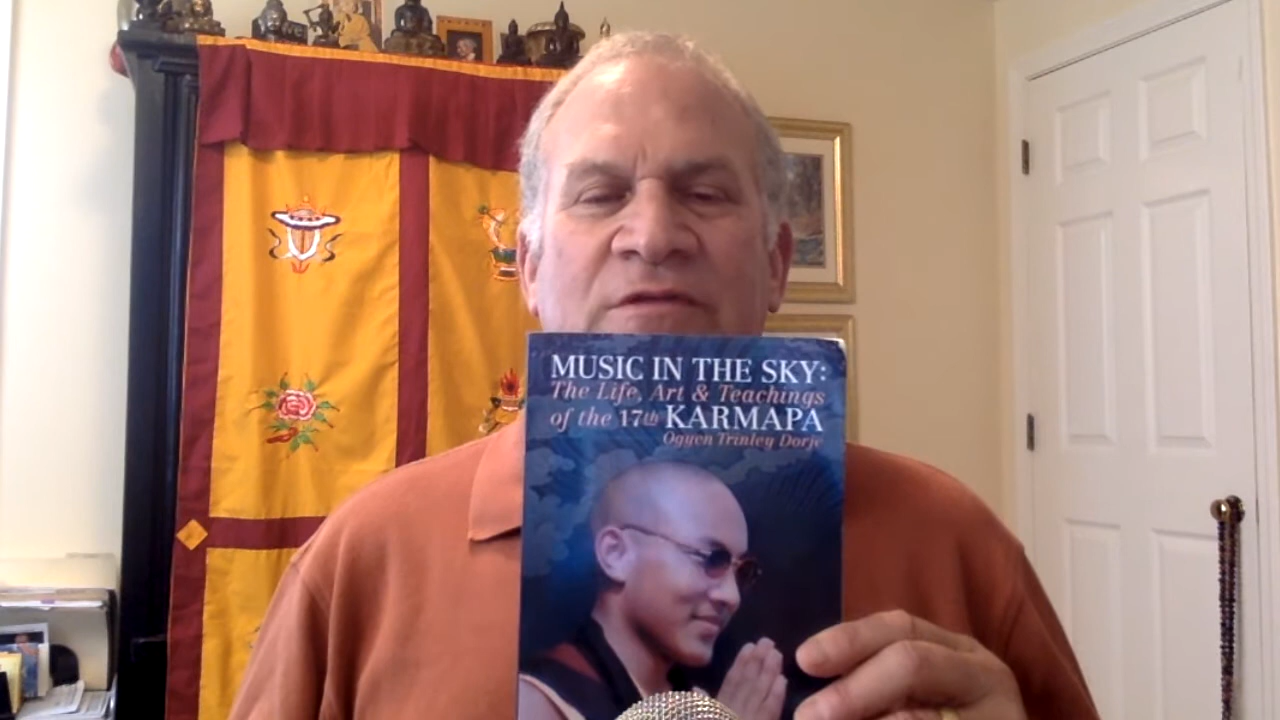 MUSIC IN THE SKY:
The Life, Art & Teachings
of the 17th KARMAPA
Ogyen Trinley Dorje